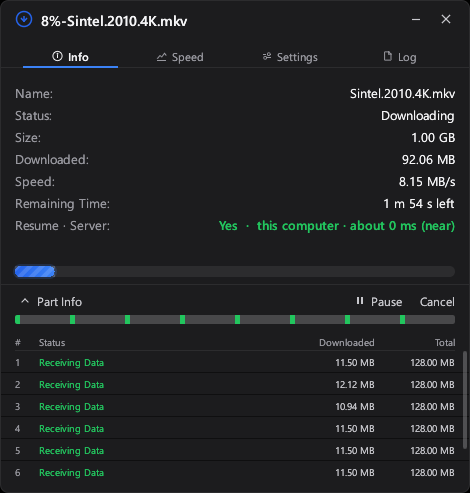 8%-Sintel.2010.4K.mkv
Info Speed Settings Log
Name: Sintel.2010.4K.mkv
Status: Downloading
Size: 1.00 GB
Downloaded: 92.06 MB
Speed: 8.15 MB/s
Remaining Time: 1 m 54 s left
Resume · Server: Yes · this computer · about 0 ms (near)
Part Info Pause Cancel
# Status Downloaded Total
1 Receiving Data 11.50 MB 128.00 MB
2 Receiving Data 12.12 MB 128.00 MB
3 Receiving Data 10.94 MB 128.00 MB
4 Receiving Data 11.50 MB 128.00 MB
5 Receiving Data 11.50 MB 128.00 MB
6 Receiving Data 11.50 MB 128.00 MB